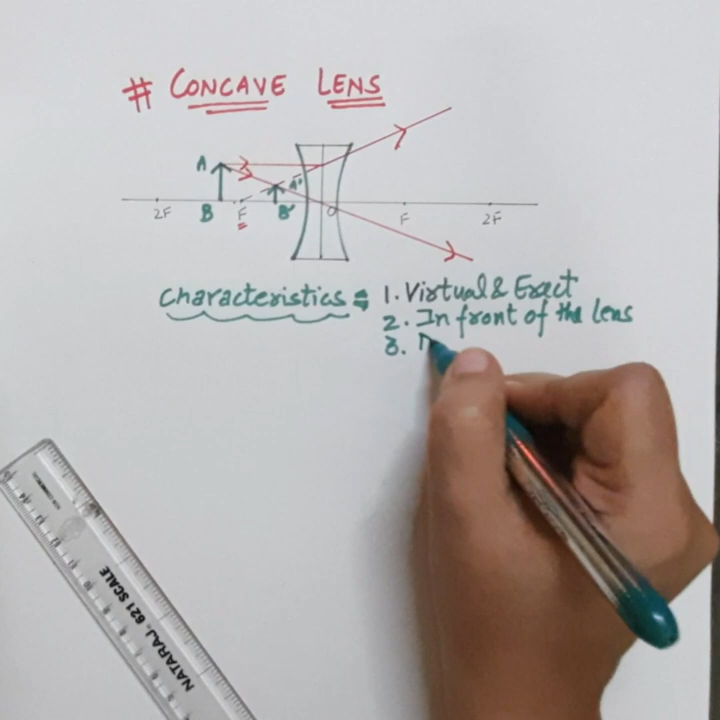 # CONCAVE LENS
A
A'
2F B F B' O F 2F
Characteristics :- 1. Virtual & Erect
2. In front of the lens
3.
NATARAJ. 621 SCALE